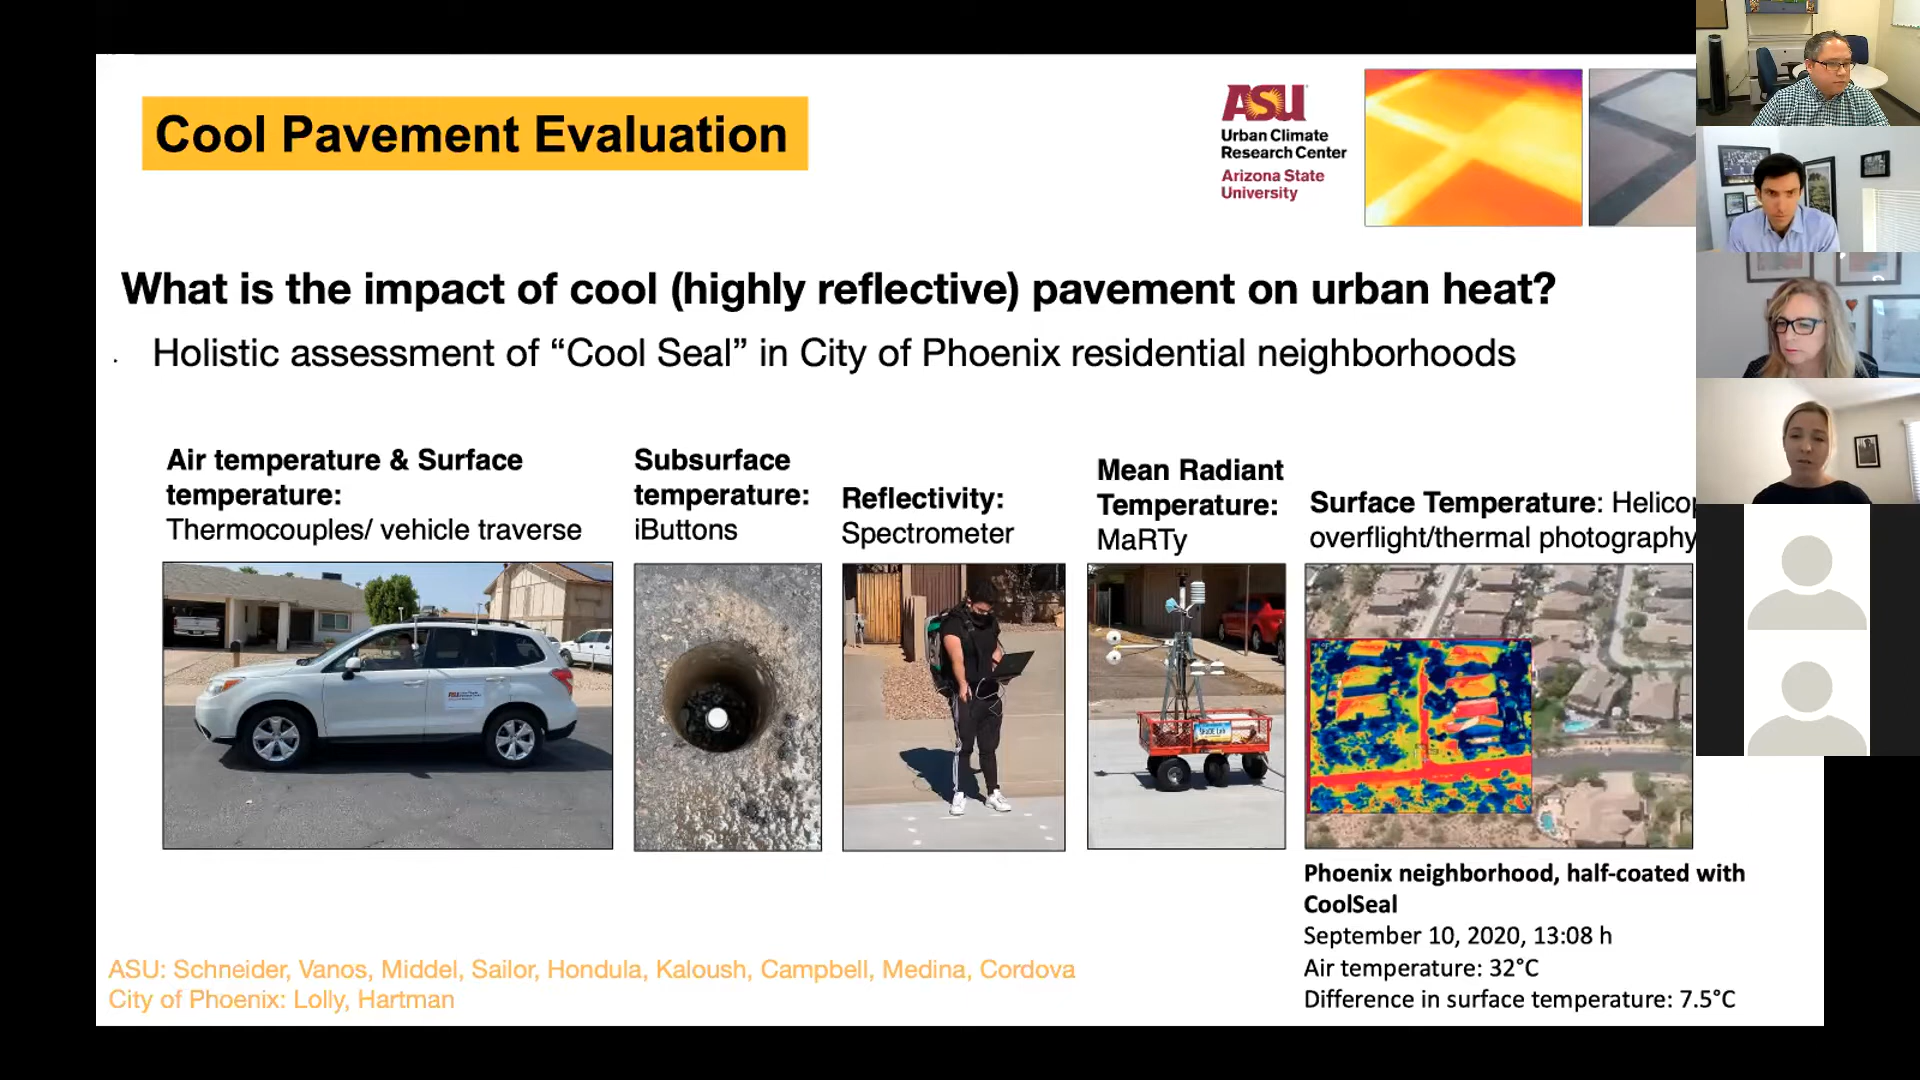 Cool Pavement Evaluation
ASU
Urban Climate
Research Center
Arizona State
University
What is the impact of cool (highly reflective) pavement on urban heat?
Holistic assessment of “Cool Seal” in City of Phoenix residential neighborhoods
Air temperature & Surface
temperature:
Thermocouples/ vehicle traverse
Subsurface
temperature:
iButtons
Reflectivity:
Spectrometer
Mean Radiant
Temperature:
MaRTy
Surface Temperature: Helicop
overflight/thermal photography
ASU
Phoenix neighborhood, half-coated with
CoolSeal
September 10, 2020, 13:08 h
Air temperature: 32°C
Difference in surface temperature: 7.5°C
ASU: Schneider, Vanos, Middel, Sailor, Hondula, Kaloush, Campbell, Medina, Cordova
City of Phoenix: Lolly, Hartman